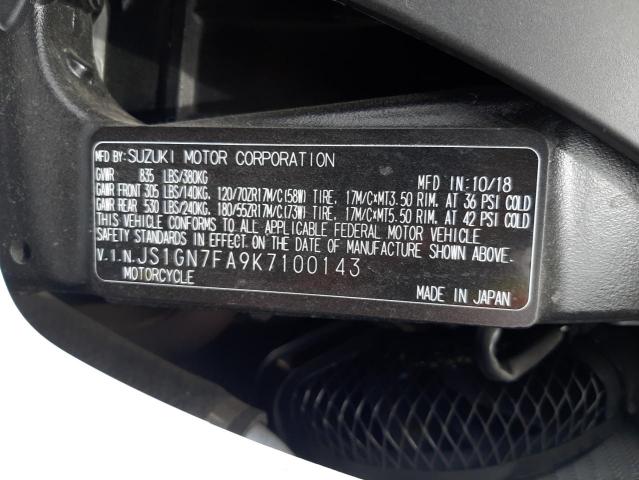 MFD BY: SUZUKI MOTOR CORPORATION
MFD IN: 10/18
GVWR 835 LBS/380KG
GAWR FRONT 305 LBS/140KG. 120/70ZR17M/C(58W) TIRE, 17M/C×MT3.50 RIM. AT 36 PSI COLD
GAWR REAR 530 LBS/240KG. 180/55ZR17M/C(73W) TIRE, 17M/C×MT5.50 RIM. AT 42 PSI COLD
THIS VEHICLE CONFORMS TO ALL APPLICABLE FEDERAL MOTOR VEHICLE
SAFETY STANDARDS IN EFFECT ON THE DATE OF MANUFACTURE SHOWN ABOVE.
V.I.N. JS1GN7FA9K7100143
MOTORCYCLE
MADE IN JAPAN